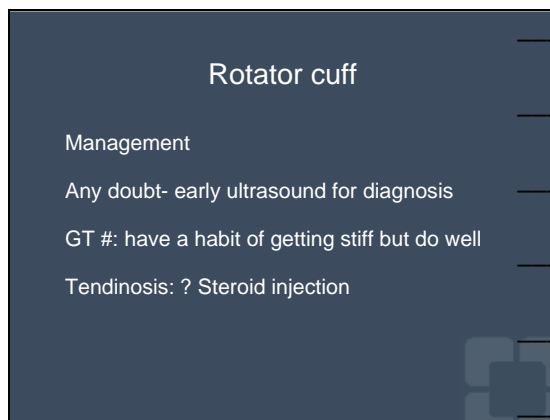 Rotator cuff
Management
Any doubt- early ultrasound for diagnosis
GT #: have a habit of getting stiff but do well
Tendinosis: ? Steroid injection